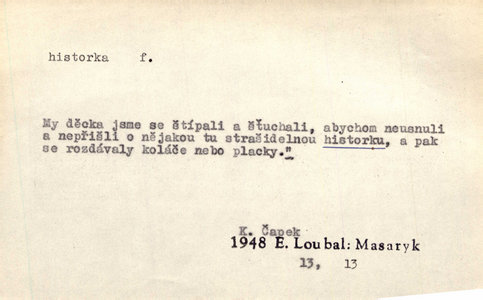 historka f.
My děcka jsme se štípali a šťuchali, abychom neusnuli
a nepřišli o nějakou tu strašidelnou historku, a pak
se rozdávaly koláče nebo placky."
K. Čapek
1948 E. Loubal: Masaryk
13, 13